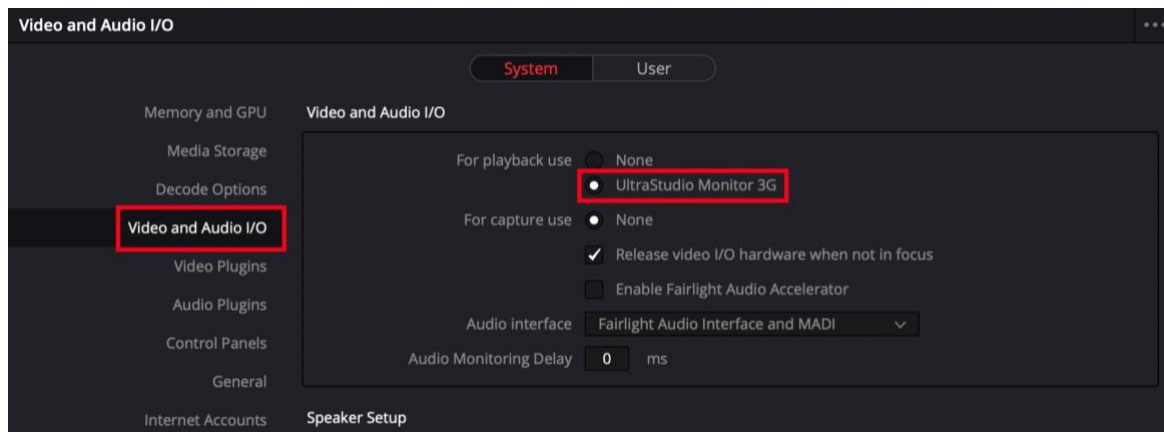 Video and Audio I/O
System
User
Memory and GPU
Media Storage
Decode Options
Video and Audio I/O
Video Plugins
Audio Plugins
Control Panels
General
Internet Accounts
Video and Audio I/O
For playback use
None
UltraStudio Monitor 3G
For capture use
None
Release video I/O hardware when not in focus
Enable Fairlight Audio Accelerator
Audio interface
Fairlight Audio Interface and MADI
Audio Monitoring Delay
0 ms
Speaker Setup